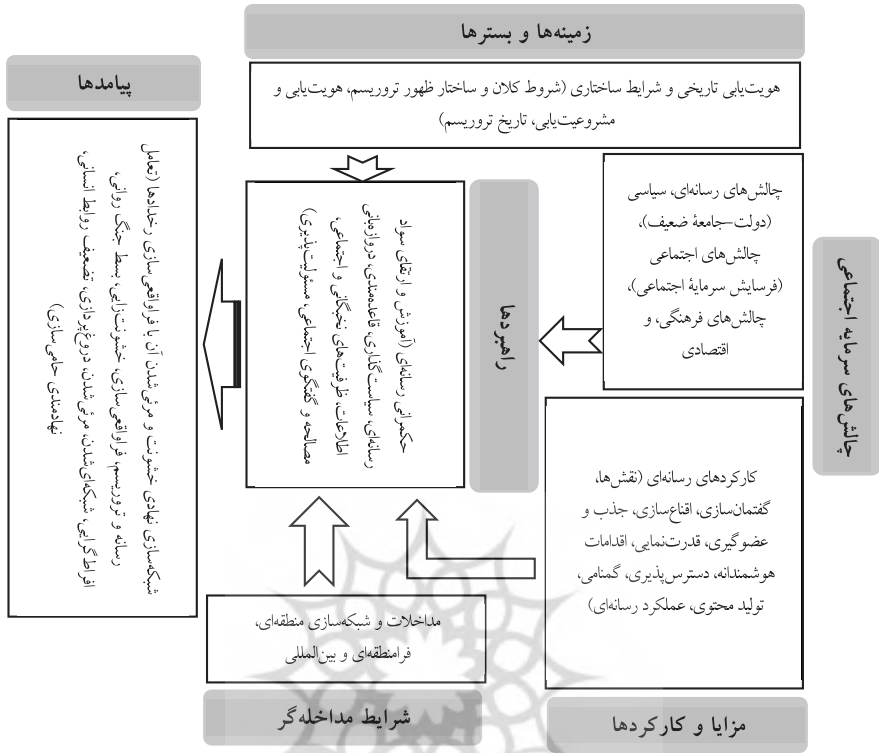 زمینه‌ها و بسترها
هویت‌یابی تاریخی و شرایط ساختاری (شروط کلان و ساختار ظهور تروریسم، هویت‌یابی و
مشروعیت‌یابی، تاریخ تروریسم)
چالش‌های سرمایه اجتماعی
چالش‌های رسانه‌ای، سیاسی
(دولت-جامعهٔ ضعیف)،
چالش‌های اجتماعی
(فرسایش سرمایهٔ اجتماعی)،
چالش‌های فرهنگی، و
اقتصادی
کارکردهای رسانه‌ای (نقش‌ها،
گفتمان‌سازی، اقناع‌سازی، جذب و
عضوگیری، قدرت‌نمایی، اقدامات
هوشمندانه، دسترس‌پذیری، گمنامی،
تولید محتوی، عملکرد رسانه‌ای)
مزایا و کارکردها
راهبردها
حکمرانی رسانه‌ای (آموزش و ارتقای سواد
رسانه‌ای، سیاست‌گذاری، قاعده‌مندی، دروازه‌بانی
اطلاعات، ظرفیت‌های نخبگانی و اجتماعی،
مصالحه و گفتگوی اجتماعی، مسئولیت‌پذیری)
مداخلات و شبکه‌سازی منطقه‌ای،
فرامنطقه‌ای و بین‌المللی
شرایط مداخله‌گر
پیامدها
شبکه‌سازی نهادی خشونت و مرئی‌شدن آن با فراواقعی‌سازی رخدادها (تعامل
رسانه و تروریسم، فراواقعی‌سازی، خشونت‌زایی، بسط جنگ روانی،
افراط‌گرایی، شبکه‌ای‌شدن، مرئی‌شدن، دروغ‌پردازی، تضعیف روابط انسانی،
نهادمندی حامی‌سازی)